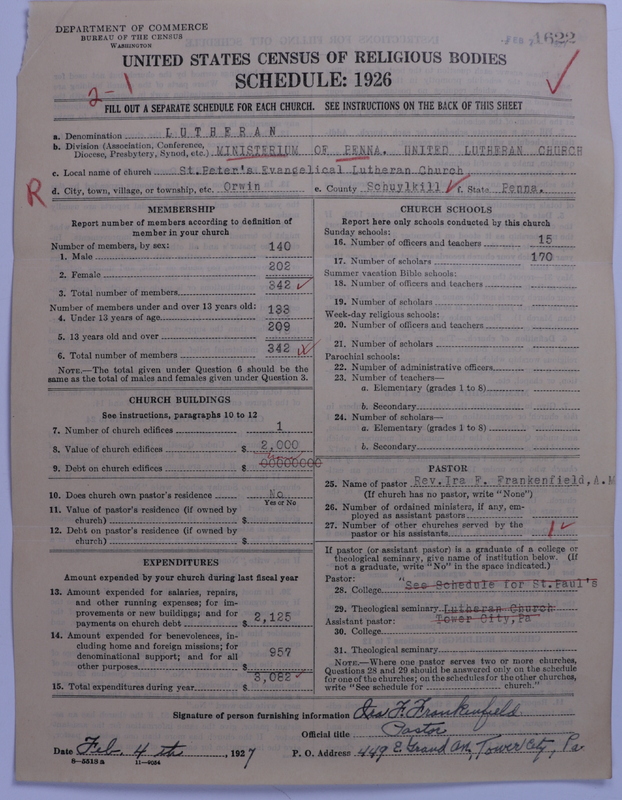 DEPARTMENT OF COMMERCE
BUREAU OF THE CENSUS
WASHINGTON
1622
UNITED STATES CENSUS OF RELIGIOUS BODIES
SCHEDULE: 1926
2-1
FILL OUT A SEPARATE SCHEDULE FOR EACH CHURCH. SEE INSTRUCTIONS ON THE BACK OF THIS SHEET
a. Denomination LUTHERAN
b. Division (Association, Conference, Diocese, Presbytery, Synod, etc.) MINISTERIUM OF PENNA. UNITED LUTHERAN CHURCH
c. Local name of church St.Peter's Evangelical Lutheran Church
R
d. City, town, village, or township, etc. Orwin e. County Schuylkill f. State Penna.
MEMBERSHIP
Report number of members according to definition of
member in your church
Number of members, by sex:
1. Male 140
2. Female 202
3. Total number of members 342
Number of members under and over 13 years old:
4. Under 13 years of age 133
5. 13 years old and over 209
6. Total number of members 342
NOTE.—The total given under Question 6 should be
same as the total of males and females given under Question 3.
CHURCH BUILDINGS
See instructions, paragraphs 10 to 12
7. Number of church edifices 1
8. Value of church edifices $ 2,000
9. Debt on church edifices $
10. Does church own pastor's residence No
Yes or No
11. Value of pastor's residence (if owned by
church) $
12. Debt on pastor's residence (if owned by
church) $
EXPENDITURES
Amount expended by your church during last fiscal year
13. Amount expended for salaries, repairs,
and other running expenses; for im-
provements or new buildings; and for
payments on church debt $ 2,125
14. Amount expended for benevolences, in-
cluding home and foreign missions; for
denominational support; and for all
other purposes $ 957
15. Total expenditures during year $ 3,082
CHURCH SCHOOLS
Report here only schools conducted by this church
Sunday schools:
16. Number of officers and teachers 15
17. Number of scholars 170
Summer vacation Bible schools:
18. Number of officers and teachers
19. Number of scholars
Week-day religious schools:
20. Number of officers and teachers
21. Number of scholars
Parochial schools:
22. Number of administrative officers
23. Number of teachers—
a. Elementary (grades 1 to 8)
b. Secondary
24. Number of scholars—
a. Elementary (grades 1 to 8)
b. Secondary
PASTOR
25. Name of pastor Rev.Ira F. Frankenfield,A.M
(If church has no pastor, write "None")
26. Number of ordained ministers, if any, em-
ployed as assistant pastors
27. Number of other churches served by the
pastor or his assistants 1
If pastor (or assistant pastor) is a graduate of a college or
theological seminary, give name of institution below. (If
not a graduate, write "No" in the space indicated.)
Pastor:
28. College "See Schedule for St.Paul's
29. Theological seminary Lutheran Church
Assistant pastor: Tower City,Pa
30. College
31. Theological seminary
NOTE.—Where one pastor serves two or more churches,
Questions 28 and 29 should be answered only on the schedule
for one of the churches; on the schedules for the other churches,
write "See schedule for church."
Signature of person furnishing information Ira F. Frankenfield
Official title Pastor
Date Feb. 4th, 1927 P. O. Address 449 E Grand Ave, Tower City, Pa
8—5518a 11—9054